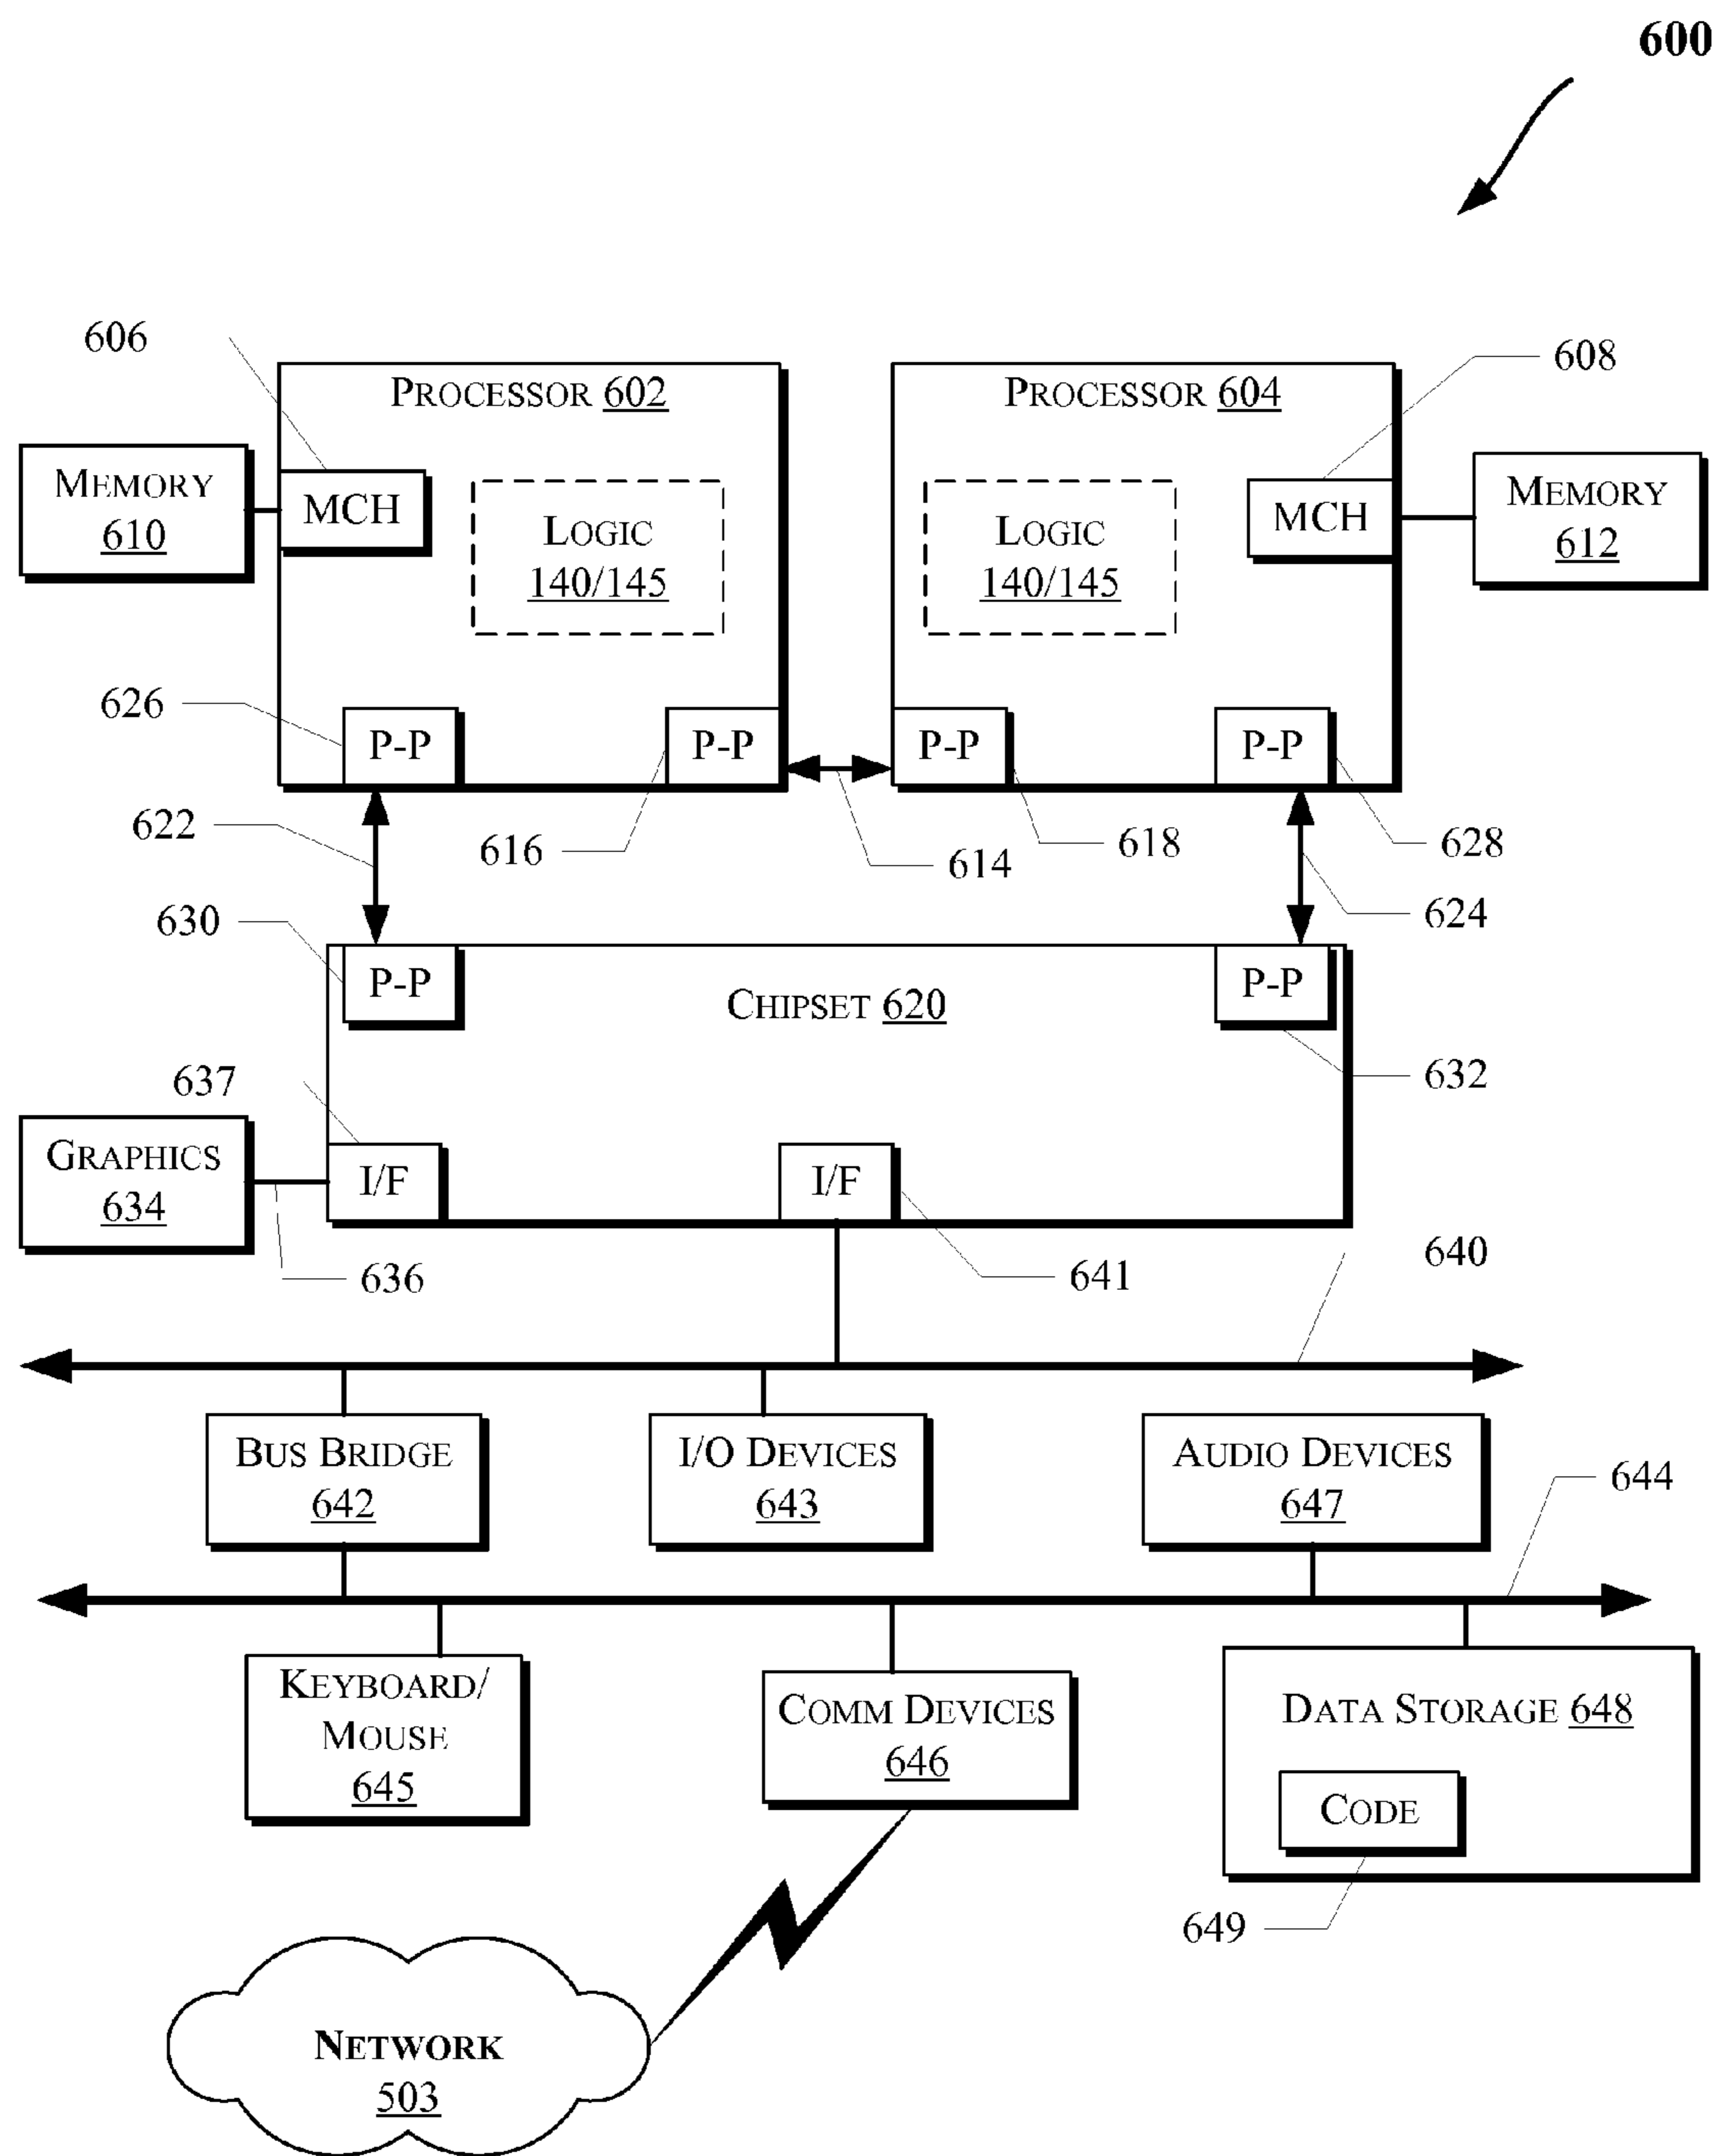 600
606
608
PROCESSOR 602
PROCESSOR 604
MEMORY
610
MCH
LOGIC
140/145
LOGIC
140/145
MCH
MEMORY
612
626
P-P
P-P
P-P
P-P
622
616
614
618
628
624
630
P-P
CHIPSET 620
P-P
632
637
GRAPHICS
634
I/F
I/F
636
641
640
BUS BRIDGE
642
I/O DEVICES
643
AUDIO DEVICES
647
644
KEYBOARD/
MOUSE
645
COMM DEVICES
646
DATA STORAGE 648
CODE
649
NETWORK
503